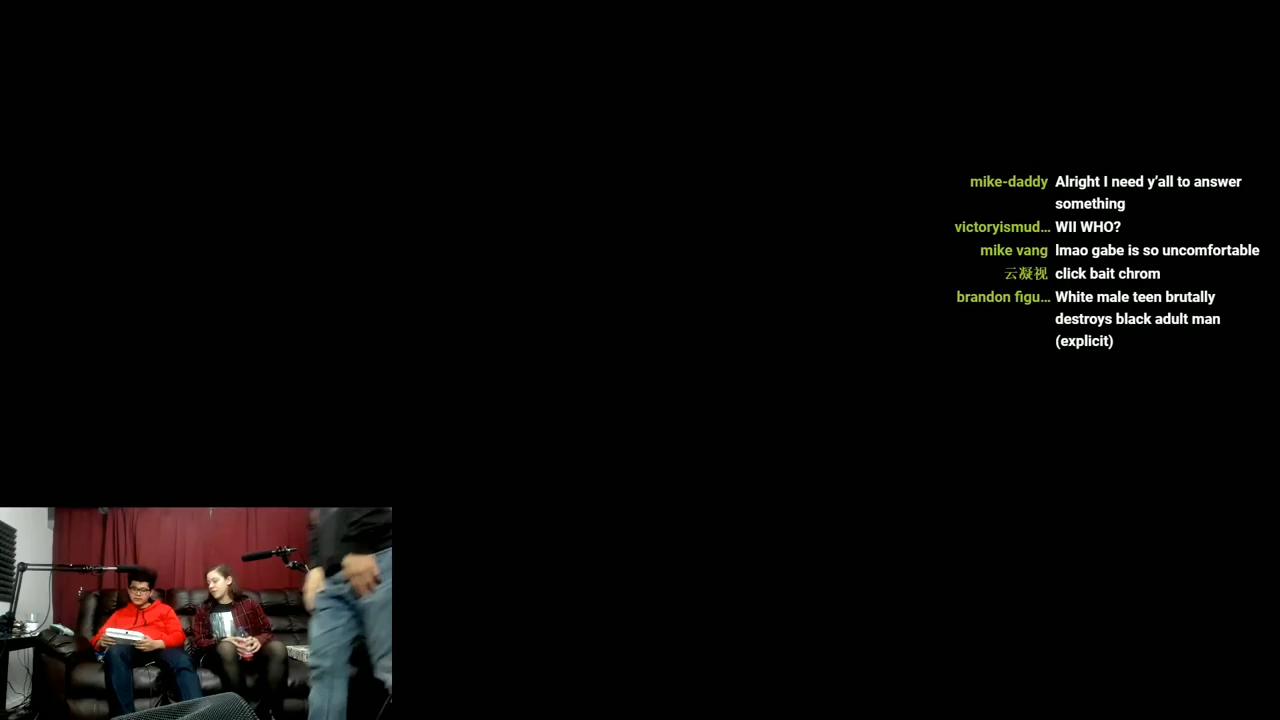 mike-daddy Alright I need y'all to answer
something
victoryismud... WII WHO?
mike vang lmao gabe is so uncomfortable
云凝视 click bait chrom
brandon figu... White male teen brutally
destroys black adult man
(explicit)